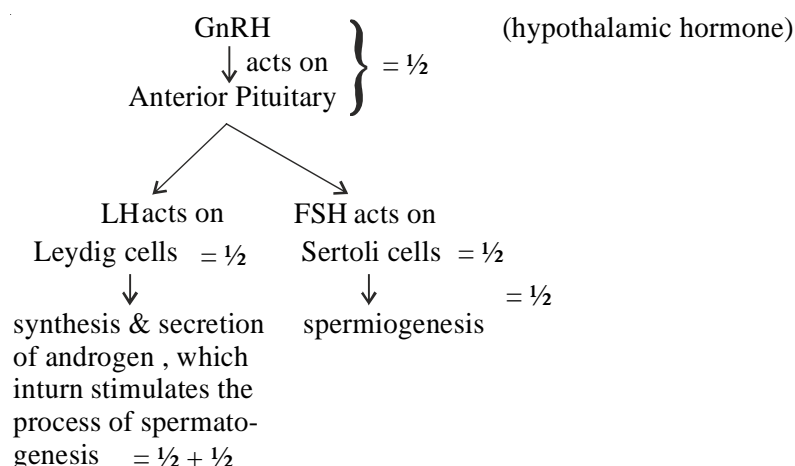 GnRH (hypothalamic hormone)
acts on = ½
Anterior Pituitary
LHacts on FSH acts on
Leydig cells = ½ Sertoli cells = ½
= ½
synthesis & secretion spermiogenesis
of androgen , which
inturn stimulates the
process of spermato-
genesis = ½ + ½